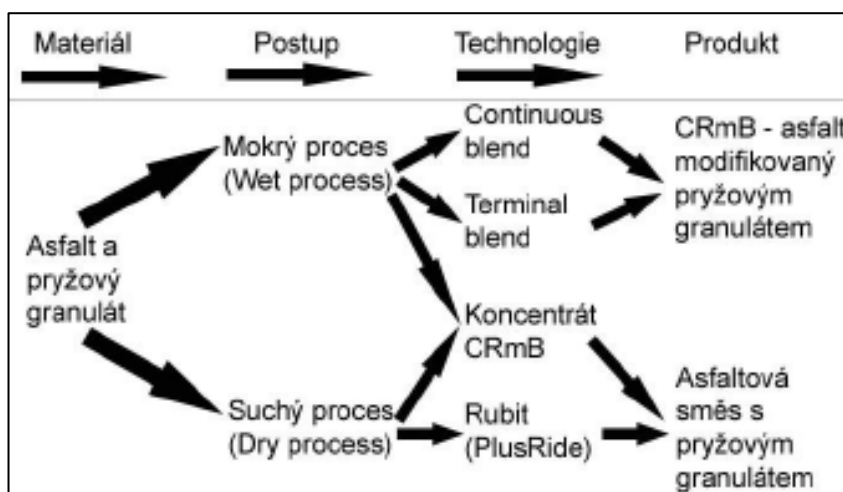 Materiál
Postup
Technologie
Produkt
Asfalt a
pryžový
granulát
Mokrý proces
(Wet process)
Suchý proces
(Dry process)
Continuous
blend
Terminal
blend
Koncentrát
CRmB
Rubit
(PlusRide)
CRmB - asfalt
modifikovaný
pryžovým
granulátem
Asfaltová
směs s
pryžovým
granulátem